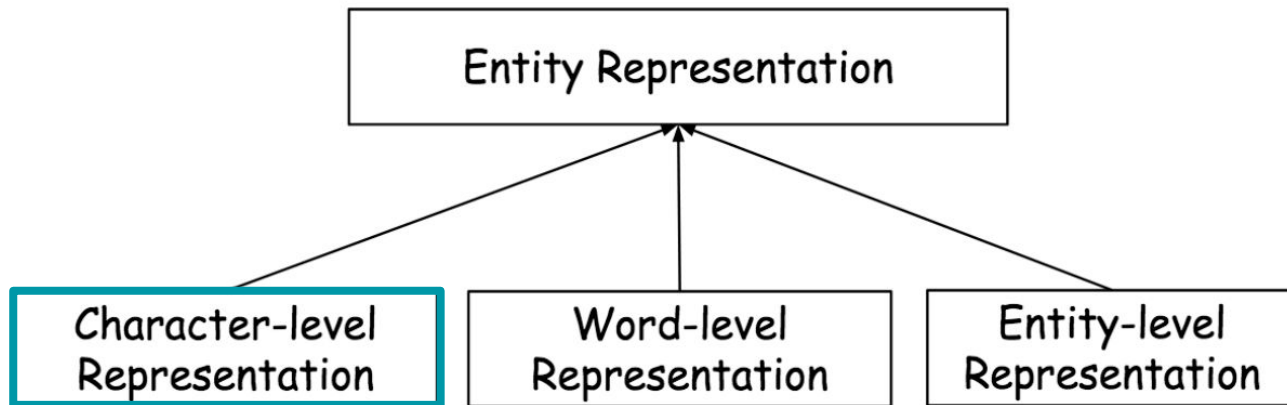 Entity Representation
Character-level
Representation
Word-level
Representation
Entity-level
Representation